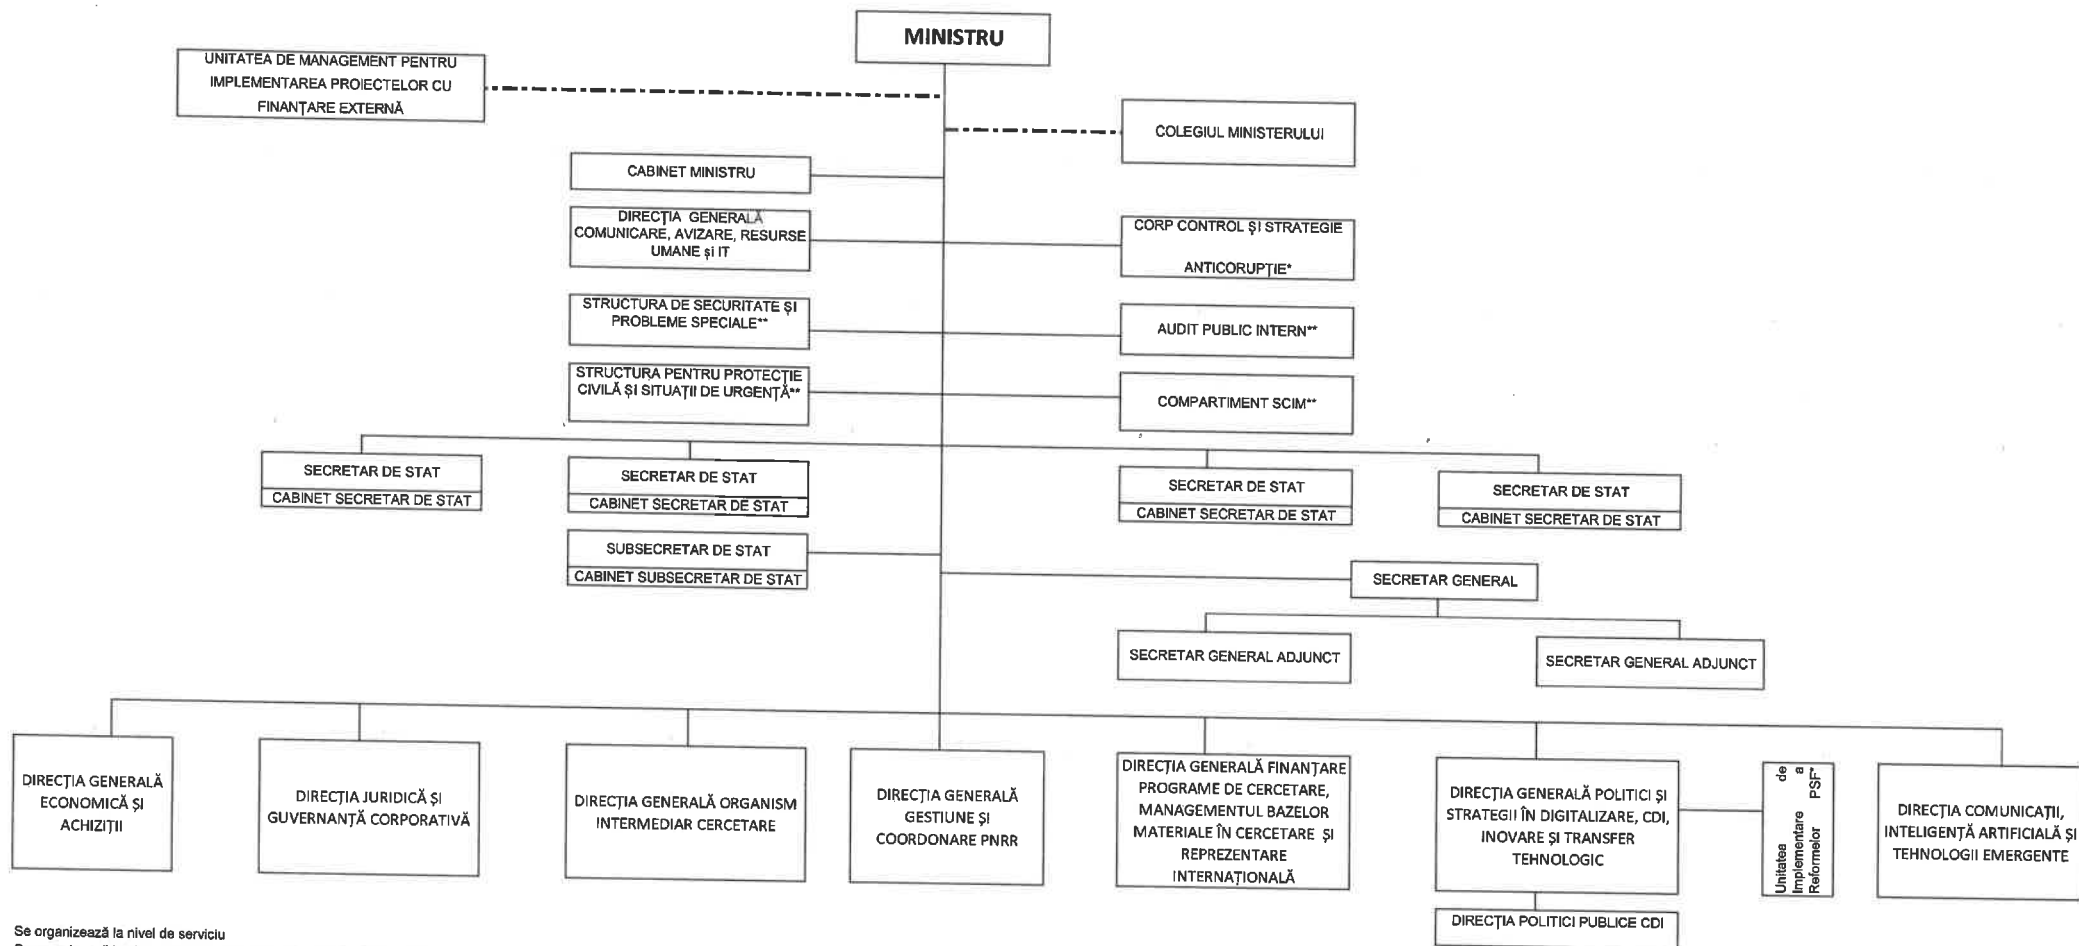 MINISTRU
UNITATEA DE MANAGEMENT PENTRU
IMPLEMENTAREA PROIECTELOR CU
FINANȚARE EXTERNĂ
COLEGIUL MINISTERULUI
CABINET MINISTRU
DIRECȚIA GENERALĂ
COMUNICARE, AVIZARE, RESURSE
UMANE și IT
CORP CONTROL ȘI STRATEGIE
ANTICORUPȚIE*
STRUCTURA DE SECURITATE ȘI
PROBLEME SPECIALE**
AUDIT PUBLIC INTERN**
STRUCTURA PENTRU PROTECȚIE
CIVILĂ ȘI SITUAȚII DE URGENȚĂ**
COMPARTIMENT SCIM**
SECRETAR DE STAT
CABINET SECRETAR DE STAT
SECRETAR DE STAT
CABINET SECRETAR DE STAT
SECRETAR DE STAT
CABINET SECRETAR DE STAT
SECRETAR DE STAT
CABINET SECRETAR DE STAT
SUBSECRETAR DE STAT
CABINET SUBSECRETAR DE STAT
SECRETAR GENERAL
SECRETAR GENERAL ADJUNCT
SECRETAR GENERAL ADJUNCT
DIRECȚIA GENERALĂ
ECONOMICĂ ȘI
ACHIZIȚII
DIRECȚIA JURIDICĂ ȘI
GUVERNANȚĂ CORPORATIVĂ
DIRECȚIA GENERALĂ ORGANISM
INTERMEDIAR CERCETARE
DIRECȚIA GENERALĂ
GESTIUNE ȘI
COORDONARE PNRR
DIRECȚIA GENERALĂ FINANȚARE
PROGRAME DE CERCETARE,
MANAGEMENTUL BAZELOR
MATERIALE ÎN CERCETARE ȘI
REPREZENTARE
INTERNAȚIONALĂ
DIRECȚIA GENERALĂ POLITICI ȘI
STRATEGII ÎN DIGITALIZARE, CDI,
INOVARE ȘI TRANSFER
TEHNOLOGIC
Unitatea de
Implementare a
Reformelor PSF*
DIRECȚIA COMUNICAȚII,
INTELIGENȚĂ ARTIFICIALĂ ȘI
TEHNOLOGII EMERGENTE
DIRECȚIA POLITICI PUBLICE CDI
Se organizează la nivel de serviciu